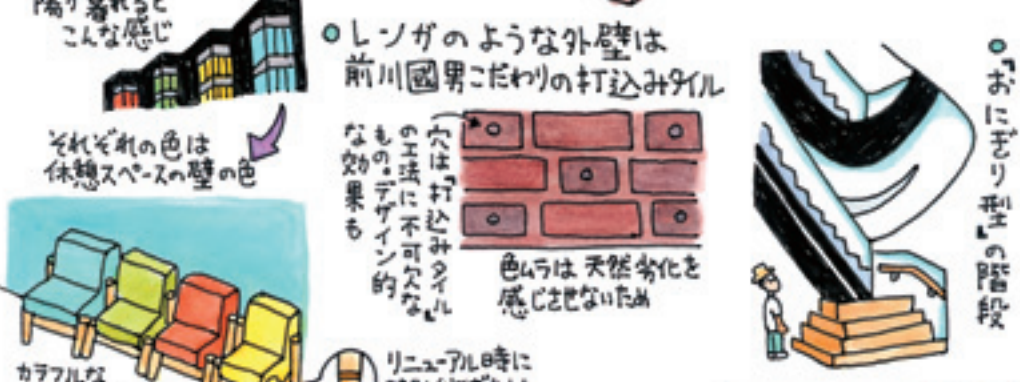 陽が暮れると
こんな感じ
それぞれの色は
休憩スペースの壁の色
カラフルな
レンガのような外壁は
前川國男こだわりの打込みタイル
穴は『打込みタイル』
の工法に不可欠な
もの。デザイン的
な効果も
色ムラは天然劣化を
感じさせないため
リニューアル時に
『おにぎり型』の階段